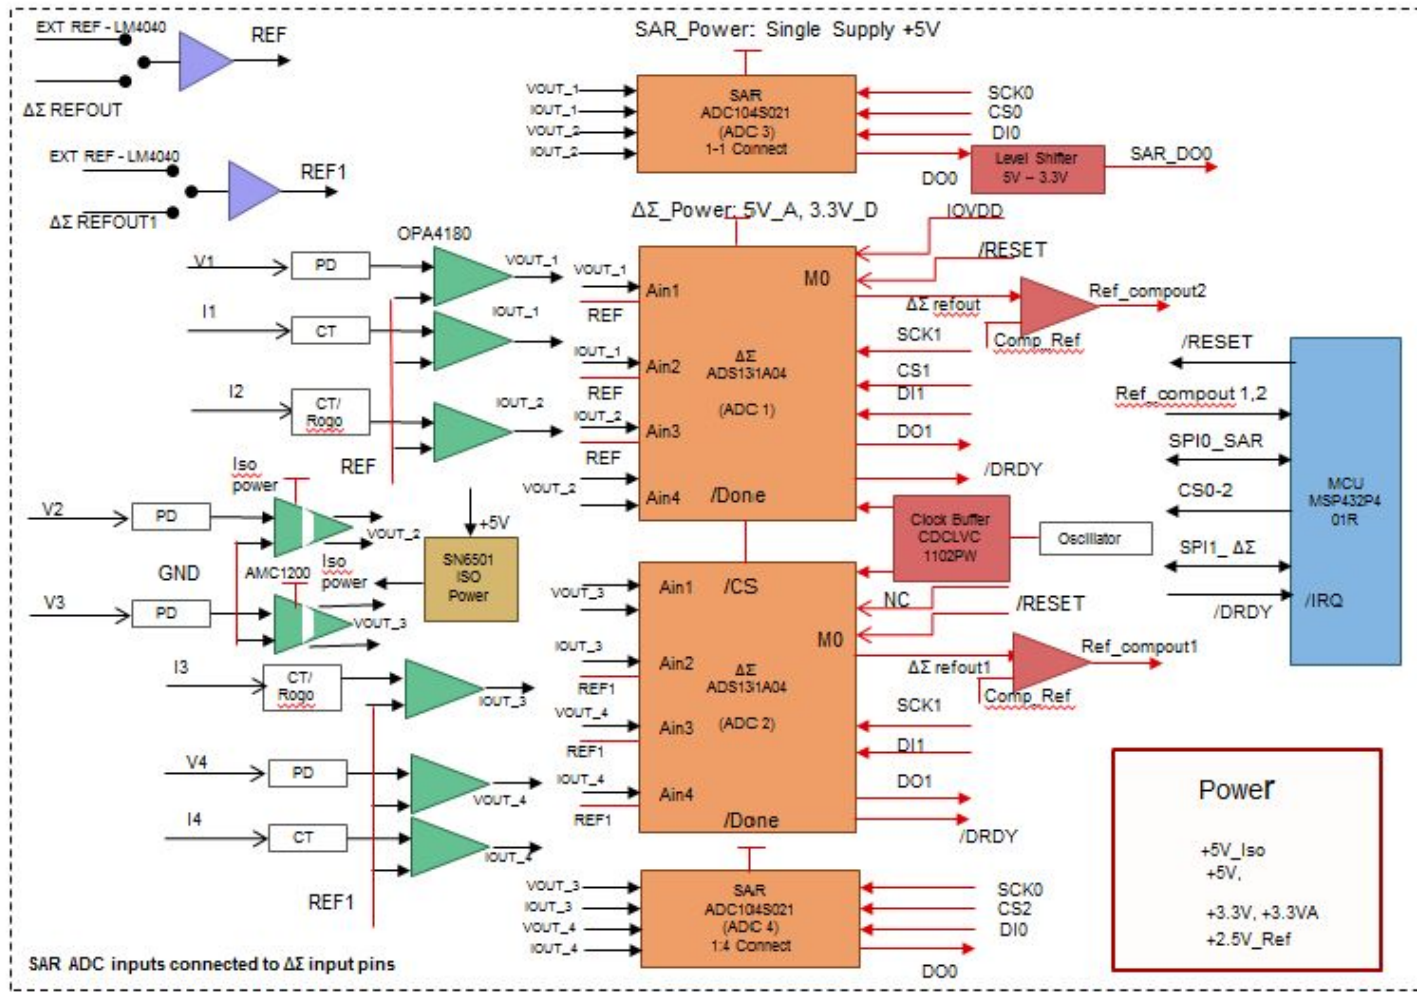 EXT REF - LM4040
REF
ΔΣ REFOUT
EXT REF - LM4040
REF1
ΔΣ REFOUT1
SAR_Power: Single Supply +5V
VOUT_1
IOUT_1
VOUT_2
IOUT_2
SAR
ADC104S021
(ADC 3)
1-1 Connect
SCK0
CS0
DI0
DO0
Level Shifter
5V – 3.3V
SAR_DO0
ΔΣ_Power: 5V_A, 3.3V_D
OPA4180
V1
PD
VOUT_1
I1
CT
IOUT_1
I2
CT/
Rogo
IOUT_2
REF
VOUT_1
REF
IOUT_1
REF
IOUT_2
REF
VOUT_2
Ain1
Ain2
Ain3
Ain4
M0
ΔΣ
ADS131A04
(ADC 1)
/Done
IOVDD
/RESET
ΔΣ refout
Comp_Ref
Ref_compout2
SCK1
CS1
DI1
DO1
/DRDY
Iso
power
V2
PD
VOUT_2
GND
AMC1200
Iso
power
V3
PD
VOUT_3
+5V
SN6501
ISO
Power
Clock Buffer
CDCLVC
1102PW
Oscillator
I3
CT/
Rogo
IOUT_3
V4
PD
VOUT_4
I4
CT
IOUT_4
REF1
VOUT_3
IOUT_3
REF1
VOUT_4
REF1
IOUT_4
REF1
Ain1
Ain2
Ain3
Ain4
/CS
M0
ΔΣ
ADS131A04
(ADC 2)
/Done
NC
/RESET
ΔΣ refout1
Comp_Ref
Ref_compout1
SCK1
DI1
DO1
/DRDY
/RESET
Ref_compout 1,2
SPI0_SAR
CS0-2
SPI1_ ΔΣ
/DRDY
MCU
MSP432P4
01R
/IRQ
VOUT_3
IOUT_3
VOUT_4
IOUT_4
SAR
ADC104S021
(ADC 4)
1:4 Connect
SCK0
CS2
DI0
DO0
Power
+5V_Iso
+5V,
+3.3V, +3.3VA
+2.5V_Ref
SAR ADC inputs connected to ΔΣ input pins